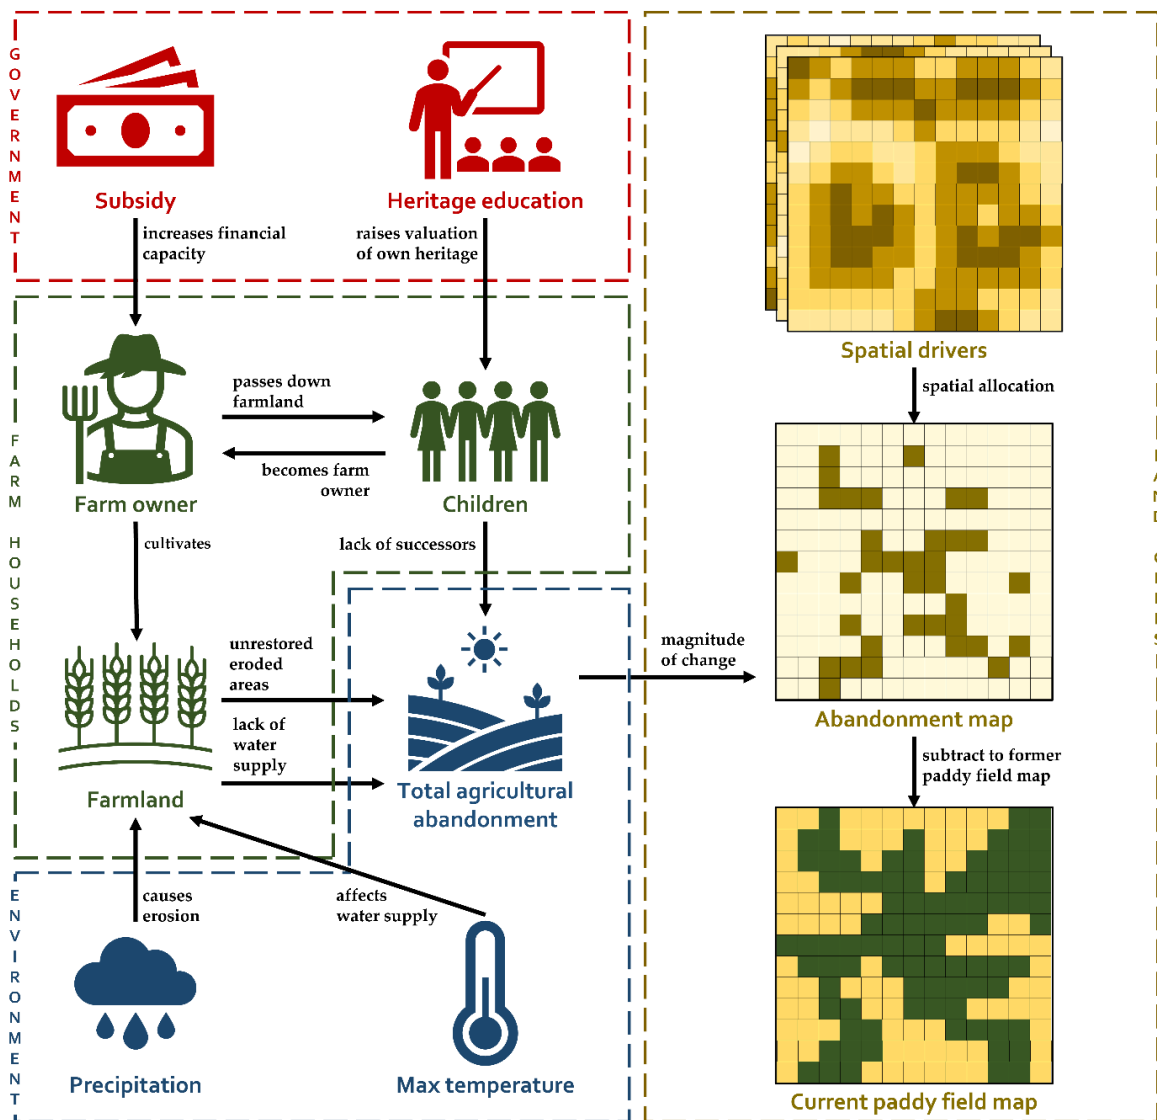 GOVERNMENT
Subsidy
Heritage education
increases financial
capacity
raises valuation
of own heritage
FARM HOUSEHOLDS
passes down
farmland
becomes farm
owner
Farm owner
Children
cultivates
lack of successors
unrestored
eroded
areas
lack of
water
supply
Farmland
Total agricultural
abandonment
magnitude
of change
ENVIRONMENT
causes
erosion
affects
water supply
Precipitation
Max temperature
Spatial drivers
spatial allocation
Abandonment map
subtract to former
paddy field map
Current paddy field map